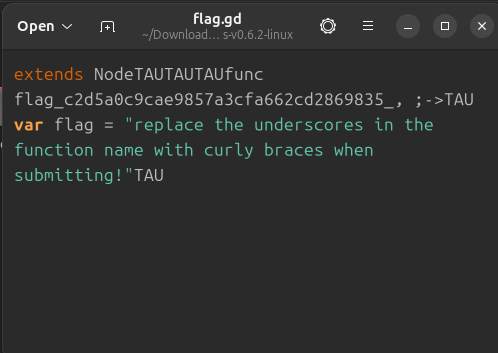 Open
flag.gd
~/Download... s-v0.6.2-linux
extends NodeTAUTAUTAUfunc
flag_c2d5a0c9cae9857a3cfa662cd2869835_, ;->TAU
var flag = "replace the underscores in the
function name with curly braces when
submitting!"TAU